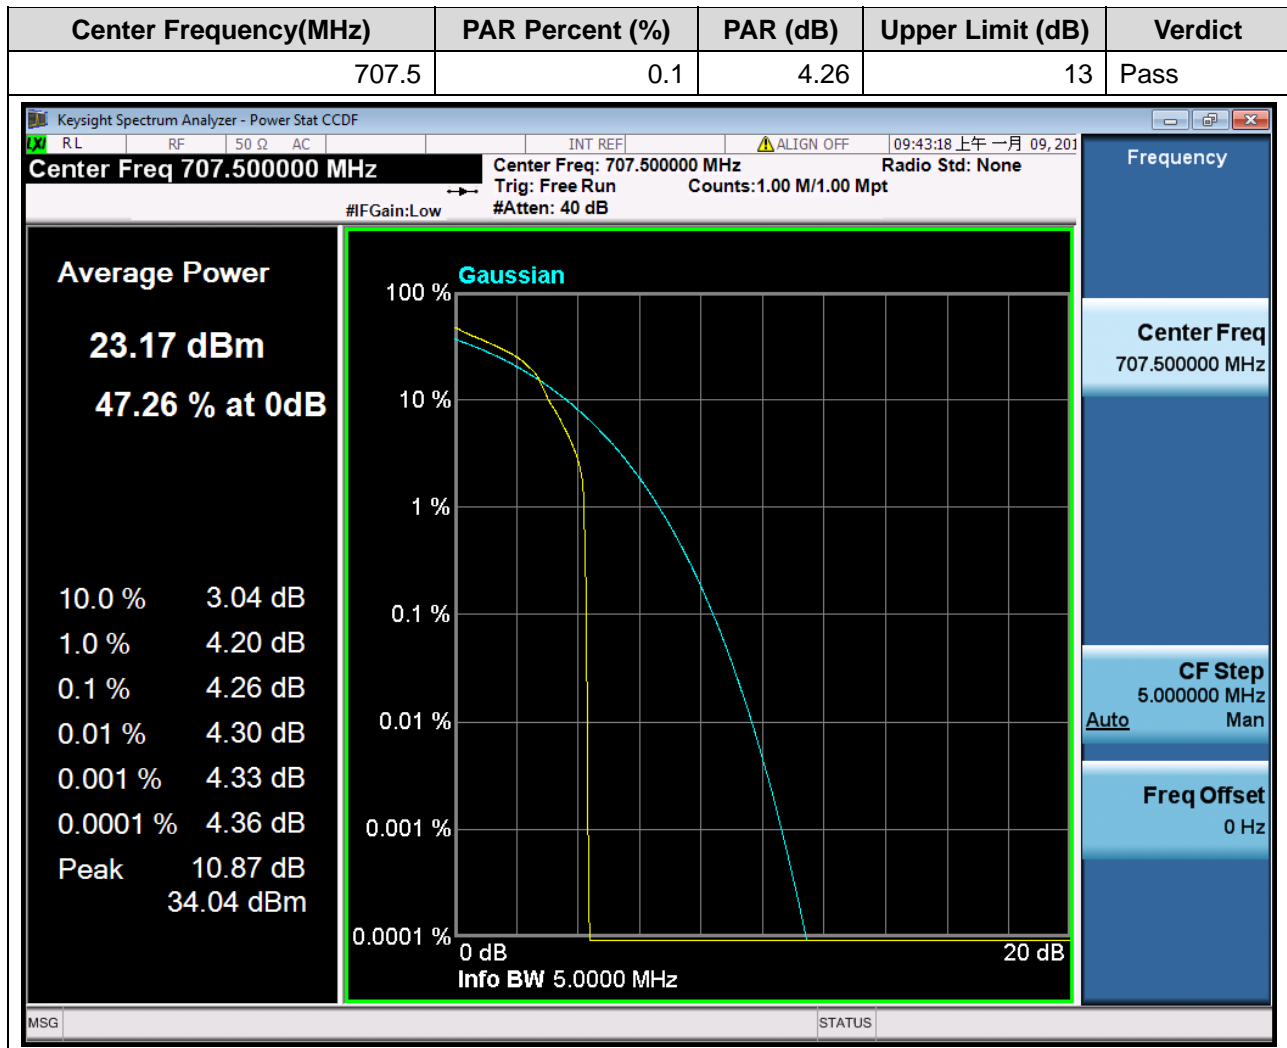 Center Frequency(MHz) PAR Percent (%) PAR (dB) Upper Limit (dB) Verdict
707.5 0.1 4.26 13 Pass
Keysight Spectrum Analyzer - Power Stat CCDF
LXI RL RF 50 Ω AC INT REF ALIGN OFF 09:43:18 上午 一月 09, 201
Center Freq 707.500000 MHz
Center Freq: 707.500000 MHz Radio Std: None
Trig: Free Run Counts:1.00 M/1.00 Mpt
#IFGain:Low #Atten: 40 dB
Average Power
23.17 dBm
47.26 % at 0dB
10.0 % 3.04 dB
1.0 % 4.20 dB
0.1 % 4.26 dB
0.01 % 4.30 dB
0.001 % 4.33 dB
0.0001 % 4.36 dB
Peak 10.87 dB
34.04 dBm
Gaussian
100 %
10 %
1 %
0.1 %
0.01 %
0.001 %
0.0001 %
0 dB 20 dB
Info BW 5.0000 MHz
Frequency
Center Freq
707.500000 MHz
CF Step
5.000000 MHz
Auto Man
Freq Offset
0 Hz
MSG STATUS